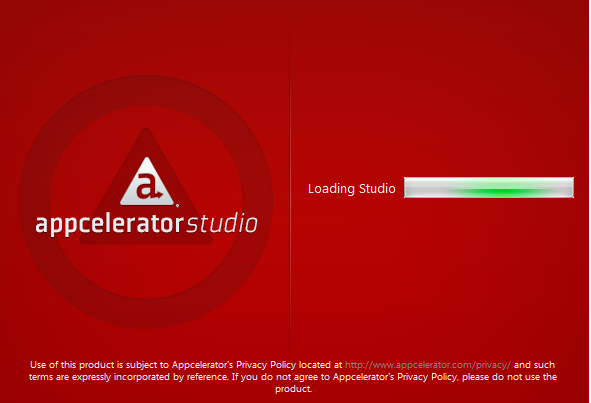 a
appcelerator studio
Loading Studio
Use of this product is subject to Appcelerator's Privacy Policy located at http://www.appcelerator.com/privacy/ and such
terms are expressly incorporated by reference. If you do not agree to Appcelerator's Privacy Policy, please do not use the
product.